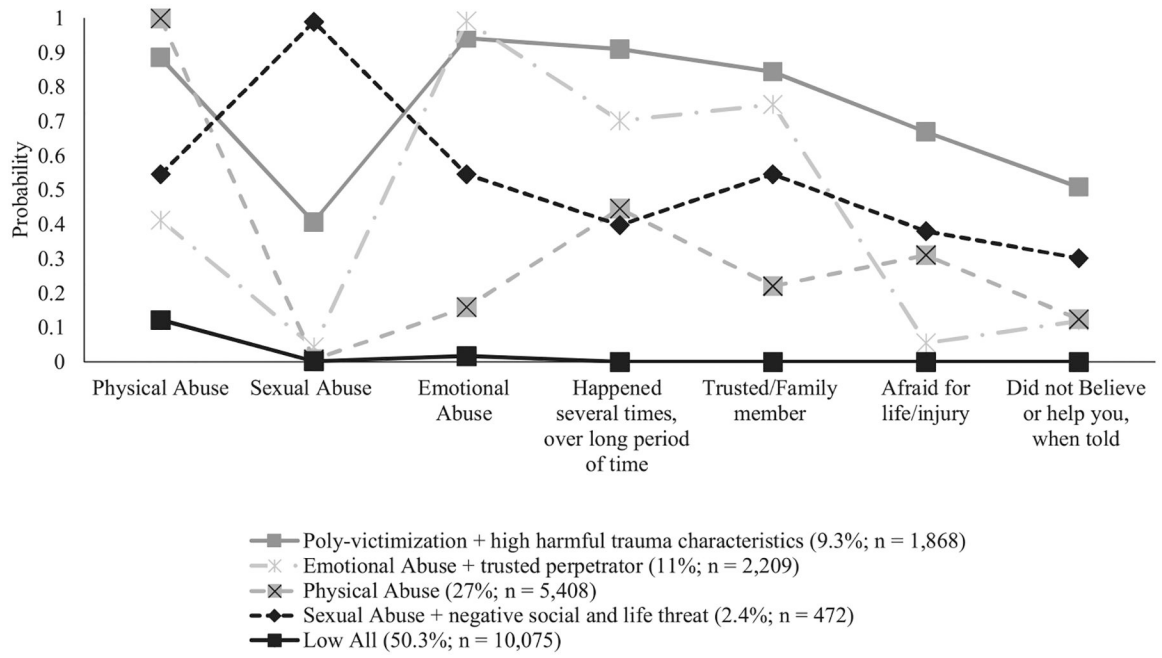 1
0.9
0.8
0.7
0.6
0.5
0.4
0.3
0.2
0.1
0
Probability
Physical Abuse
Sexual Abuse
Emotional
Abuse
Happened
several times,
over long period
of time
Trusted/Family
member
Afraid for
life/injury
Did not Believe
or help you,
when told
Poly-victimization + high harmful trauma characteristics (9.3%; n = 1,868)
Emotional Abuse + trusted perpetrator (11%; n = 2,209)
Physical Abuse (27%; n = 5,408)
Sexual Abuse + negative social and life threat (2.4%; n = 472)
Low All (50.3%; n = 10,075)